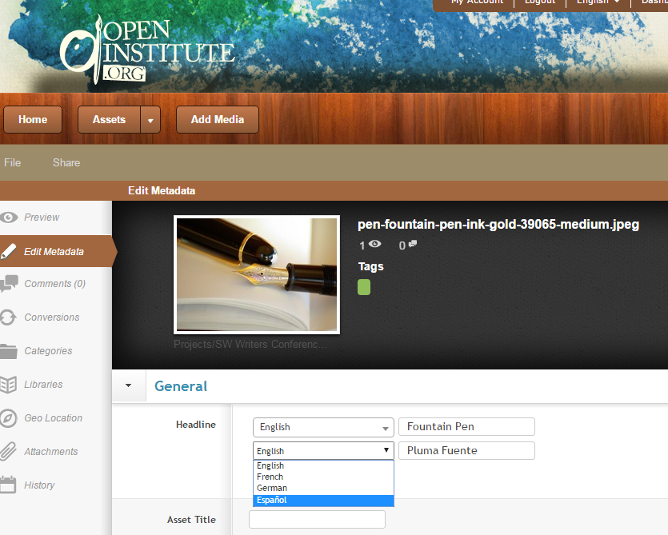 My Account Logout English Dashb
OPEN
INSTITUTE
.ORG
Home Assets Add Media
File Share
Edit Metadata
Preview
Edit Metadata
Comments (0)
Conversions
Categories
Libraries
Geo Location
Attachments
History
pen-fountain-pen-ink-gold-39065-medium.jpeg
1 0
Tags
Projects/SW Writers Conferenc...
General
Headline English Fountain Pen
English Pluma Fuente
English
French
German
Español
Asset Title